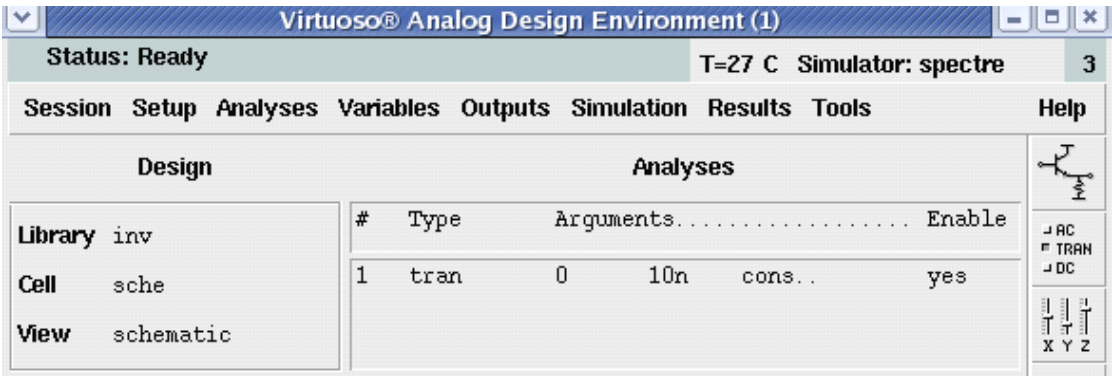 Virtuoso® Analog Design Environment (1)
Status: Ready T=27 C Simulator: spectre 3
Session Setup Analyses Variables Outputs Simulation Results Tools Help
Design Analyses
# Type Arguments................... Enable
Library inv
1 tran 0 10n cons.. yes
Cell sche
View schematic
AC
TRAN
DC
X Y Z